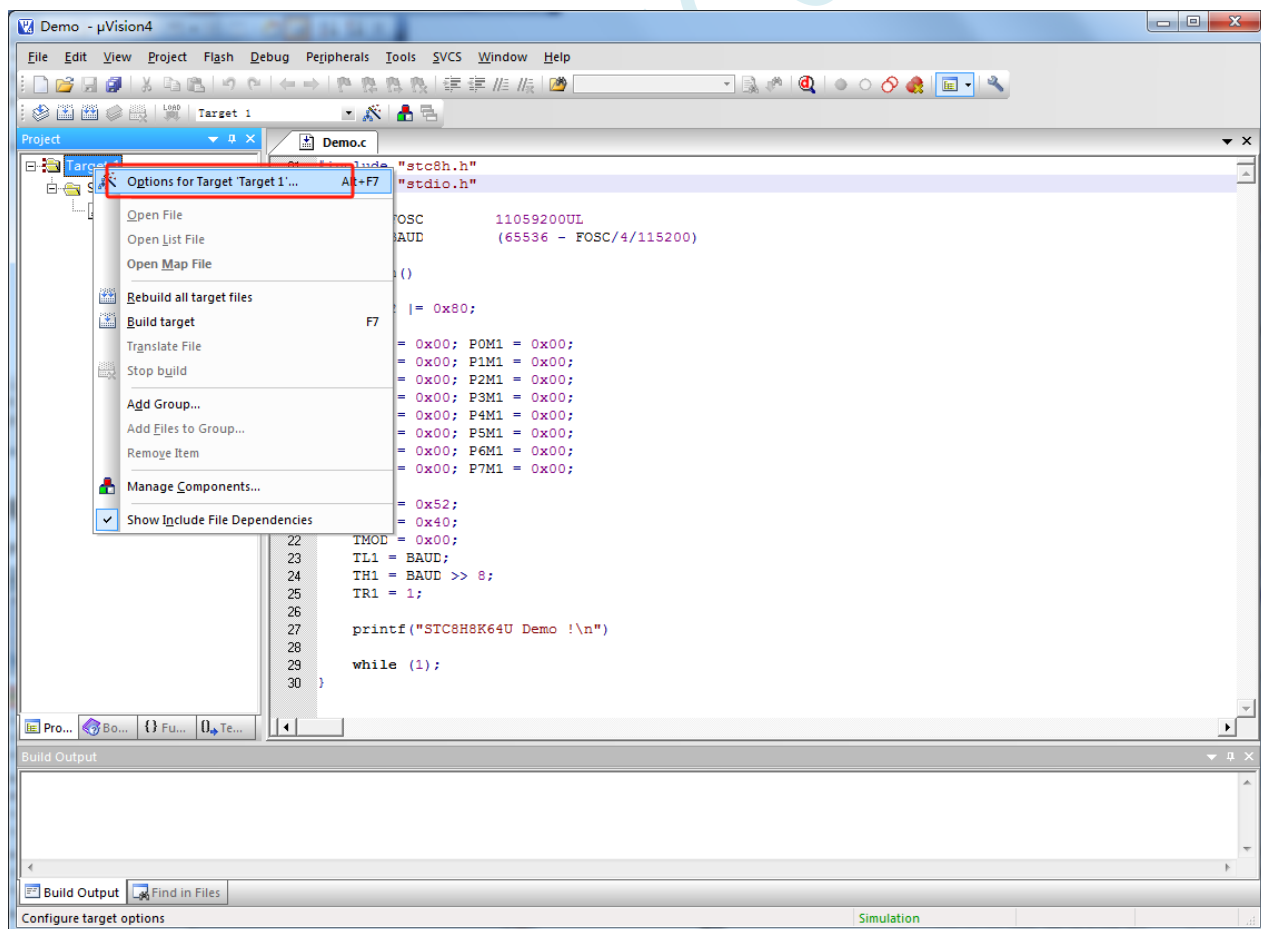 Demo - µVision4
File Edit View Project Flash Debug Peripherals Tools SVCS Window Help
LOAD Target 1
Project
Demo.c
"stc8h.h"
Options for Target 'Target 1'... Alt+F7
"stdio.h"
Open File
FOSC 11059200UL
Open List File
(65536 - FOSC/4/115200)
Open Map File
()
Rebuild all target files
|= 0x80;
Build target F7
Translate File
= 0x00; P0M1 = 0x00;
= 0x00; P1M1 = 0x00;
Stop build
= 0x00; P2M1 = 0x00;
= 0x00; P3M1 = 0x00;
Add Group...
= 0x00; P4M1 = 0x00;
Add Files to Group...
= 0x00; P5M1 = 0x00;
Remove Item
= 0x00; P6M1 = 0x00;
= 0x00; P7M1 = 0x00;
Manage Components...
= 0x52;
Show Include File Dependencies
= 0x40;
22 TMOD = 0x00;
23 TL1 = BAUD;
24 TH1 = BAUD >> 8;
25 TR1 = 1;
26
27 printf("STC8H8K64U Demo !\n")
28
29 while (1);
30 }
Pro... Bo... {} Fu... Te...
Build Output
Build Output Find in Files
Configure target options Simulation